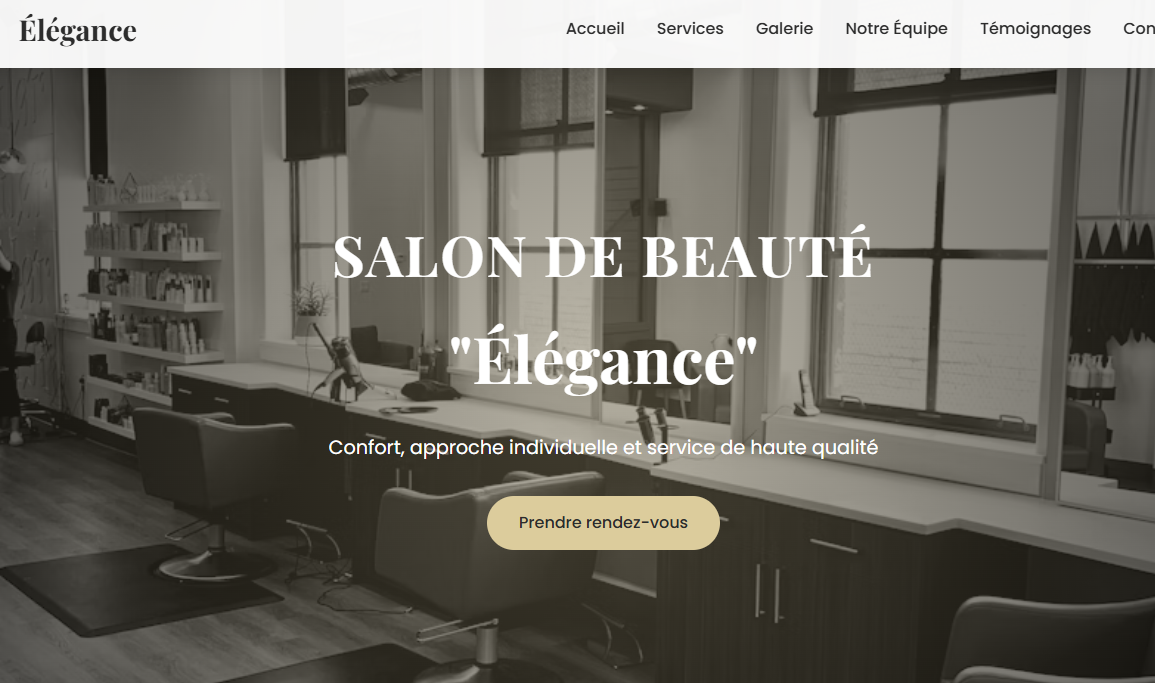 Élégance
Accueil Services Galerie Notre Équipe Témoignages Con
SALON DE BEAUTÉ
"Élégance"
Confort, approche individuelle et service de haute qualité
Prendre rendez-vous